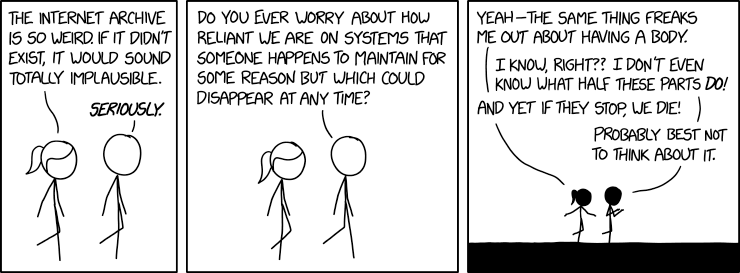 THE INTERNET ARCHIVE
IS SO WEIRD. IF IT DIDN'T
EXIST, IT WOULD SOUND
TOTALLY IMPLAUSIBLE.
SERIOUSLY.
DO YOU EVER WORRY ABOUT HOW
RELIANT WE ARE ON SYSTEMS THAT
SOMEONE HAPPENS TO MAINTAIN FOR
SOME REASON BUT WHICH COULD
DISAPPEAR AT ANY TIME?
YEAH—THE SAME THING FREAKS
ME OUT ABOUT HAVING A BODY.
I KNOW, RIGHT?? I DON'T EVEN
KNOW WHAT HALF THESE PARTS DO!
AND YET IF THEY STOP, WE DIE!
PROBABLY BEST NOT
TO THINK ABOUT IT.